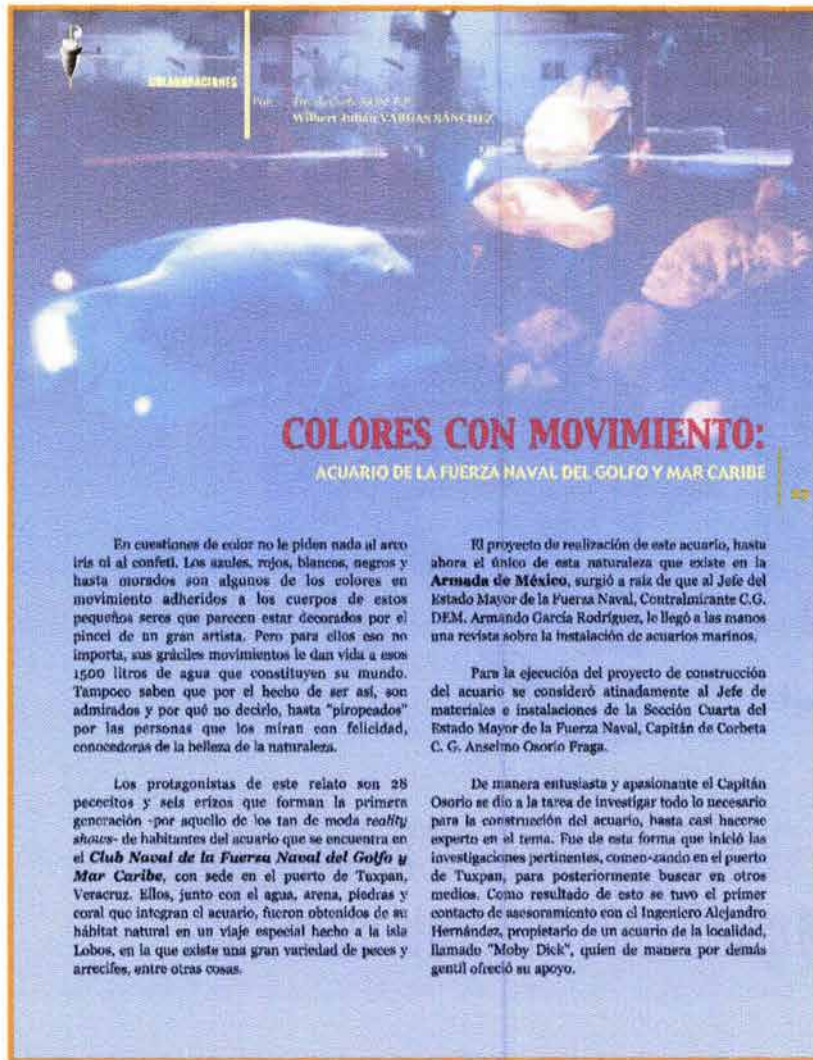 COLABORACIONES
Por:
Wilbert Julián VARGAS SÁNCHEZ
COLORES CON MOVIMIENTO:
ACUARIO DE LA FUERZA NAVAL DEL GOLFO Y MAR CARIBE
En cuestiones de color no le piden nada al arco
iris ni al confeti. Los azules, rojos, blancos, negros y
hasta morados son algunos de los colores en
movimiento adheridos a los cuerpos de estos
pequeños seres que parecen estar decorados por el
pincel de un gran artista. Pero para ellos eso no
importa, sus gráciles movimientos le dan vida a esos
1500 litros de agua que constituyen su mundo.
Tampoco saben que por el hecho de ser así, son
admirados y por qué no decirlo, hasta "piropeados"
por las personas que los miran con felicidad,
conocedoras de la belleza de la naturaleza.
Los protagonistas de este relato son 28
pececitos y seis erizos que forman la primera
generación -por aquello de los tan de moda reality
shows- de habitantes del acuario que se encuentra en
el Club Naval de la Fuerza Naval del Golfo y
Mar Caribe, con sede en el puerto de Tuxpan,
Veracruz. Ellos, junto con el agua, arena, piedras y
coral que integran el acuario, fueron obtenidos de su
hábitat natural en un viaje especial hecho a la isla
Lobos, en la que existe una gran variedad de peces y
arrecifes, entre otras cosas.
El proyecto de realización de este acuario, hasta
ahora el único de esta naturaleza que existe en la
Armada de México, surgió a raíz de que al Jefe del
Estado Mayor de la Fuerza Naval, Contralmirante C.G.
DEM. Armando García Rodríguez, le llegó a las manos
una revista sobre la instalación de acuarios marinos.
Para la ejecución del proyecto de construcción
del acuario se consideró atinadamente al Jefe de
materiales e instalaciones de la Sección Cuarta del
Estado Mayor de la Fuerza Naval, Capitán de Corbeta
C. G. Anselmo Osorio Fraga.
De manera entusiasta y apasionante el Capitán
Osorio se dio a la tarea de investigar todo lo necesario
para la construcción del acuario, hasta casi hacerse
experto en el tema. Fue de esta forma que inició las
investigaciones pertinentes, comen-zando en el puerto
de Tuxpan, para posteriormente buscar en otros
medios. Como resultado de esto se tuvo el primer
contacto de asesoramiento con el Ingeniero Alejandro
Hernández, propietario de un acuario de la localidad,
llamado "Moby Dick", quien de manera por demás
gentil ofreció su apoyo.